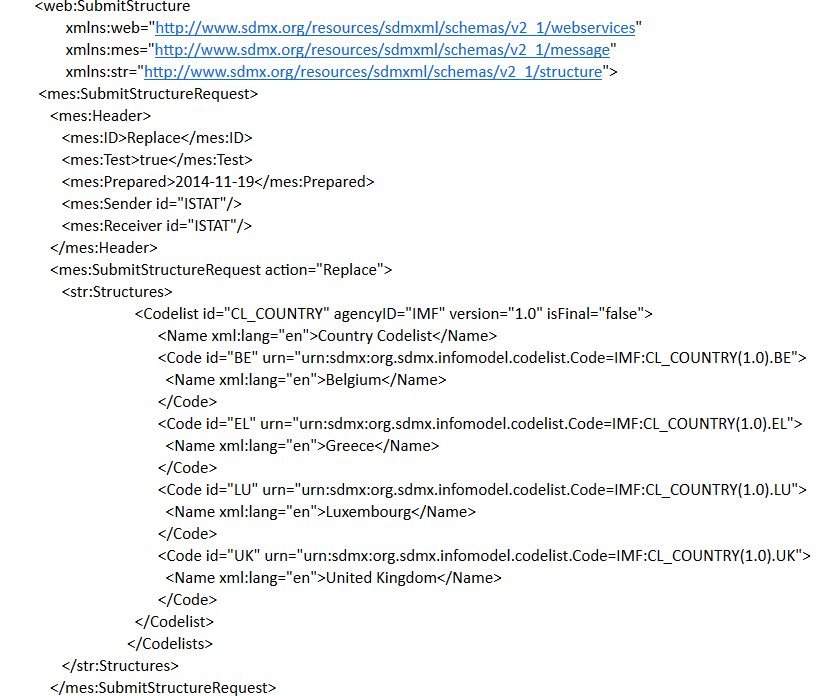 <web:SubmitStructure
xmlns:web="http://www.sdmx.org/resources/sdmxml/schemas/v2_1/webservices"
xmlns:mes="http://www.sdmx.org/resources/sdmxml/schemas/v2_1/message"
xmlns:str="http://www.sdmx.org/resources/sdmxml/schemas/v2_1/structure">
<mes:SubmitStructureRequest>
<mes:Header>
<mes:ID>Replace</mes:ID>
<mes:Test>true</mes:Test>
<mes:Prepared>2014-11-19</mes:Prepared>
<mes:Sender id="ISTAT"/>
<mes:Receiver id="ISTAT"/>
</mes:Header>
<mes:SubmitStructureRequest action="Replace">
<str:Structures>
<Codelist id="CL_COUNTRY" agencyID="IMF" version="1.0" isFinal="false">
<Name xml:lang="en">Country Codelist</Name>
<Code id="BE" urn="urn:sdmx:org.sdmx.infomodel.codelist.Code=IMF:CL_COUNTRY(1.0).BE">
<Name xml:lang="en">Belgium</Name>
</Code>
<Code id="EL" urn="urn:sdmx:org.sdmx.infomodel.codelist.Code=IMF:CL_COUNTRY(1.0).EL">
<Name xml:lang="en">Greece</Name>
</Code>
<Code id="LU" urn="urn:sdmx:org.sdmx.infomodel.codelist.Code=IMF:CL_COUNTRY(1.0).LU">
<Name xml:lang="en">Luxembourg</Name>
</Code>
<Code id="UK" urn="urn:sdmx:org.sdmx.infomodel.codelist.Code=IMF:CL_COUNTRY(1.0).UK">
<Name xml:lang="en">United Kingdom</Name>
</Code>
</Codelist>
</Codelists>
</str:Structures>
</mes:SubmitStructureRequest>